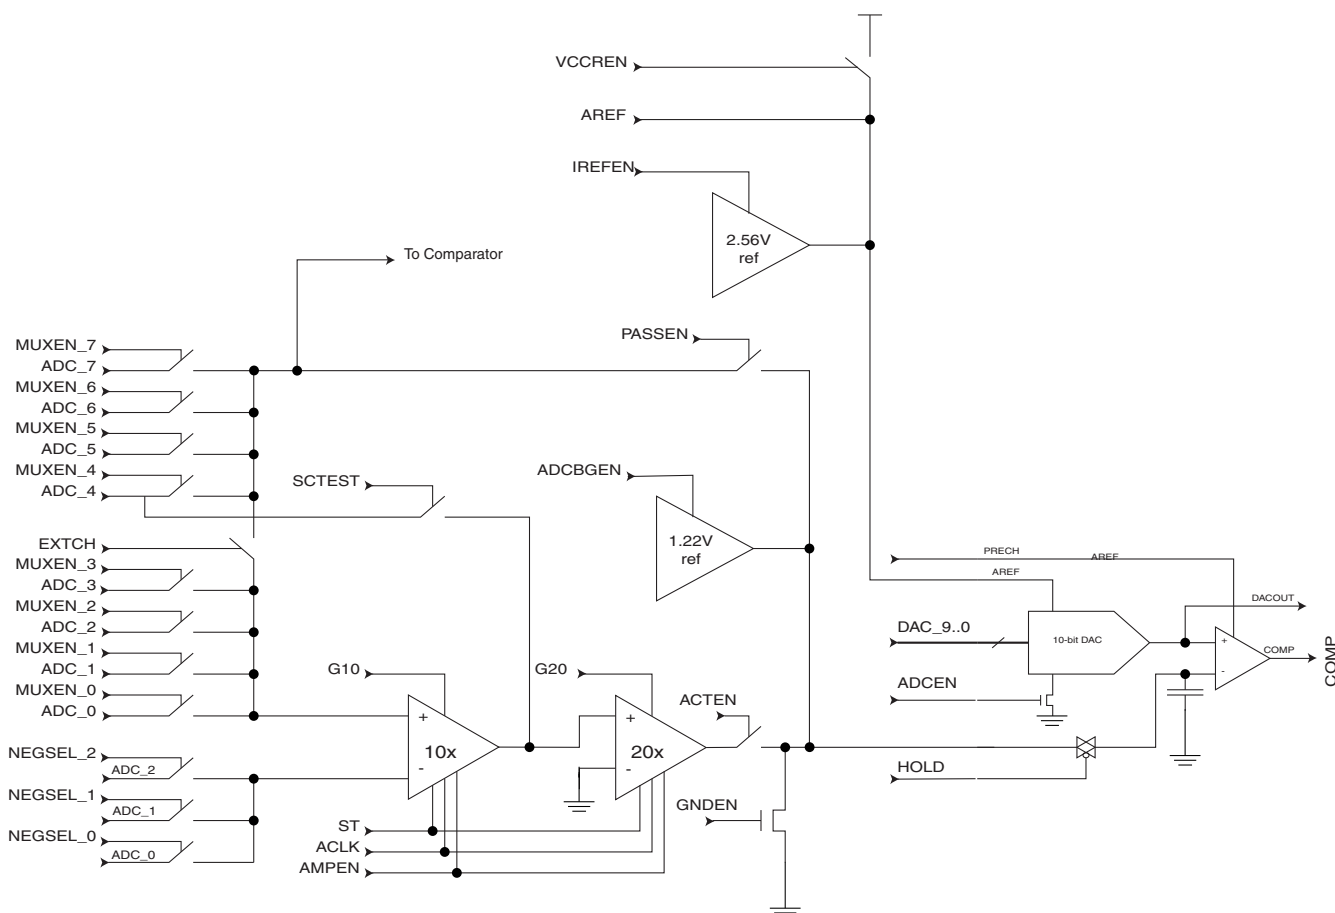 VCCREN
AREF
IREFEN
2.56V
ref
To Comparator
PASSEN
MUXEN_7
ADC_7
MUXEN_6
ADC_6
MUXEN_5
ADC_5
MUXEN_4
ADC_4
SCTEST
ADCBGEN
1.22V
ref
EXTCH
MUXEN_3
ADC_3
MUXEN_2
ADC_2
MUXEN_1
ADC_1
MUXEN_0
ADC_0
PRECH
AREF
AREF
DACOUT
DAC_9..0
10-bit DAC
+
-
COMP
COMP
ADCEN
G10
G20
ACTEN
+
10x
-
+
20x
-
HOLD
NEGSEL_2
ADC_2
NEGSEL_1
ADC_1
NEGSEL_0
ADC_0
GNDEN
ST
ACLK
AMPEN